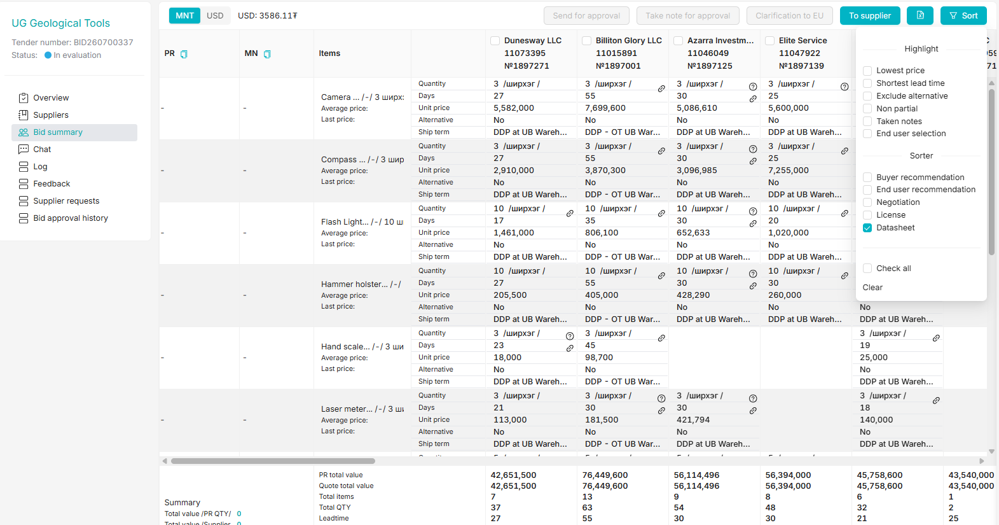 UG Geological Tools
Tender number: BID260700337
Status: In evaluation
Overview
Suppliers
Bid summary
Chat
Log
Feedback
Supplier requests
Bid approval history
MNT USD USD: 3586.11₮
Send for approval Take note for approval Clarification to EU To supplier Sort
PR MN Items
Dunesway LLC
11073395
№1897271
Billiton Glory LLC
11015891
№1897001
Azarra Investm...
11046049
№1897125
Elite Service
11047922
№1897139
Highlight
Lowest price
Shortest lead time
Exclude alternative
Non partial
Taken notes
End user selection
Sorter
Buyer recommendation
End user recommendation
Negotiation
License
Datasheet
Check all
Clear
- - Camera ... /-/ 3 ширх
Average price:
Last price:
Quantity 3 /ширхэг / 3 /ширхэг / 3 /ширхэг / 3 /ширхэг /
Days 27 55 30 25
Unit price 5,582,000 7,699,600 5,086,610 5,600,000
Alternative No No No No
Ship term DDP at UB Wareh... DDP - OT UB War... DDP at UB Wareh... DDP at UB Wareh...
- - Compass ... /-/ 3 шир
Average price:
Last price:
Quantity 3 /ширхэг / 3 /ширхэг / 3 /ширхэг / 3 /ширхэг /
Days 27 55 30 25
Unit price 2,910,000 3,870,300 3,096,985 7,255,000
Alternative No No No No
Ship term DDP at UB Wareh... DDP - OT UB War... DDP at UB Wareh... DDP at UB Wareh...
- - Flash Light... /-/ 10 ш
Average price:
Last price:
Quantity 10 /ширхэг / 10 /ширхэг / 10 /ширхэг / 10 /ширхэг /
Days 17 35 30 20
Unit price 1,461,000 806,100 652,633 1,020,000
Alternative No No No No
Ship term DDP at UB Wareh... DDP - OT UB War... DDP at UB Wareh... DDP at UB Wareh...
- - Hammer holster... /-/
Average price:
Last price:
Quantity 10 /ширхэг / 10 /ширхэг / 10 /ширхэг / 10 /ширхэг /
Days 27 55 30 30
Unit price 205,500 405,000 428,290 260,000
Alternative No No No No No
Ship term DDP at UB Wareh... DDP - OT UB War... DDP at UB Wareh... DDP at UB Wareh... DDP at UB Wareh...
- - Hand scale... /-/ 3 ши
Average price:
Last price:
Quantity 3 /ширхэг / 3 /ширхэг / 3 /ширхэг /
Days 23 45 19
Unit price 18,000 98,700 25,000
Alternative No No No
Ship term DDP at UB Wareh... DDP - OT UB War... DDP at UB Wareh...
- - Laser meter... /-/ 3 ш
Average price:
Last price:
Quantity 3 /ширхэг / 3 /ширхэг / 3 /ширхэг / 3 /ширхэг /
Days 21 30 30 18
Unit price 113,000 181,500 421,794 140,000
Alternative No No No No
Ship term DDP at UB Wareh... DDP - OT UB War... DDP at UB Wareh... DDP at UB Wareh...
Summary
Total value /PR QTY/ 0
Total value /Supplier 0
PR total value 42,651,500 76,449,600 56,114,496 56,394,000 45,758,600 43,540,000
Quote total value 42,651,500 76,449,600 56,114,496 56,394,000 45,758,600 43,540,000
Total items 7 13 9 8 6 1
Total QTY 37 63 54 48 32 2
Leadtime 27 55 30 30 21 25